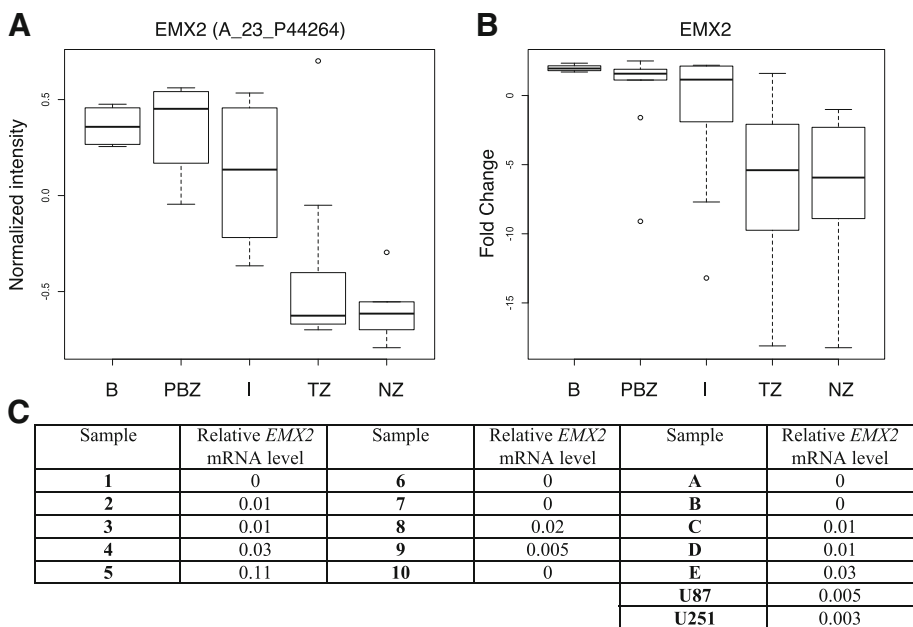 A
EMX2 (A_23_P44264)
Normalized intensity
0.5
0.0
-0.5
B PBZ I TZ NZ
B
EMX2
Fold Change
0
-5
-10
-15
B PBZ I TZ NZ
C
Sample Relative EMX2 mRNA level Sample Relative EMX2 mRNA level Sample Relative EMX2 mRNA level
1 0 6 0 A 0
2 0.01 7 0 B 0
3 0.01 8 0.02 C 0.01
4 0.03 9 0.005 D 0.01
5 0.11 10 0 E 0.03
U87 0.005
U251 0.003